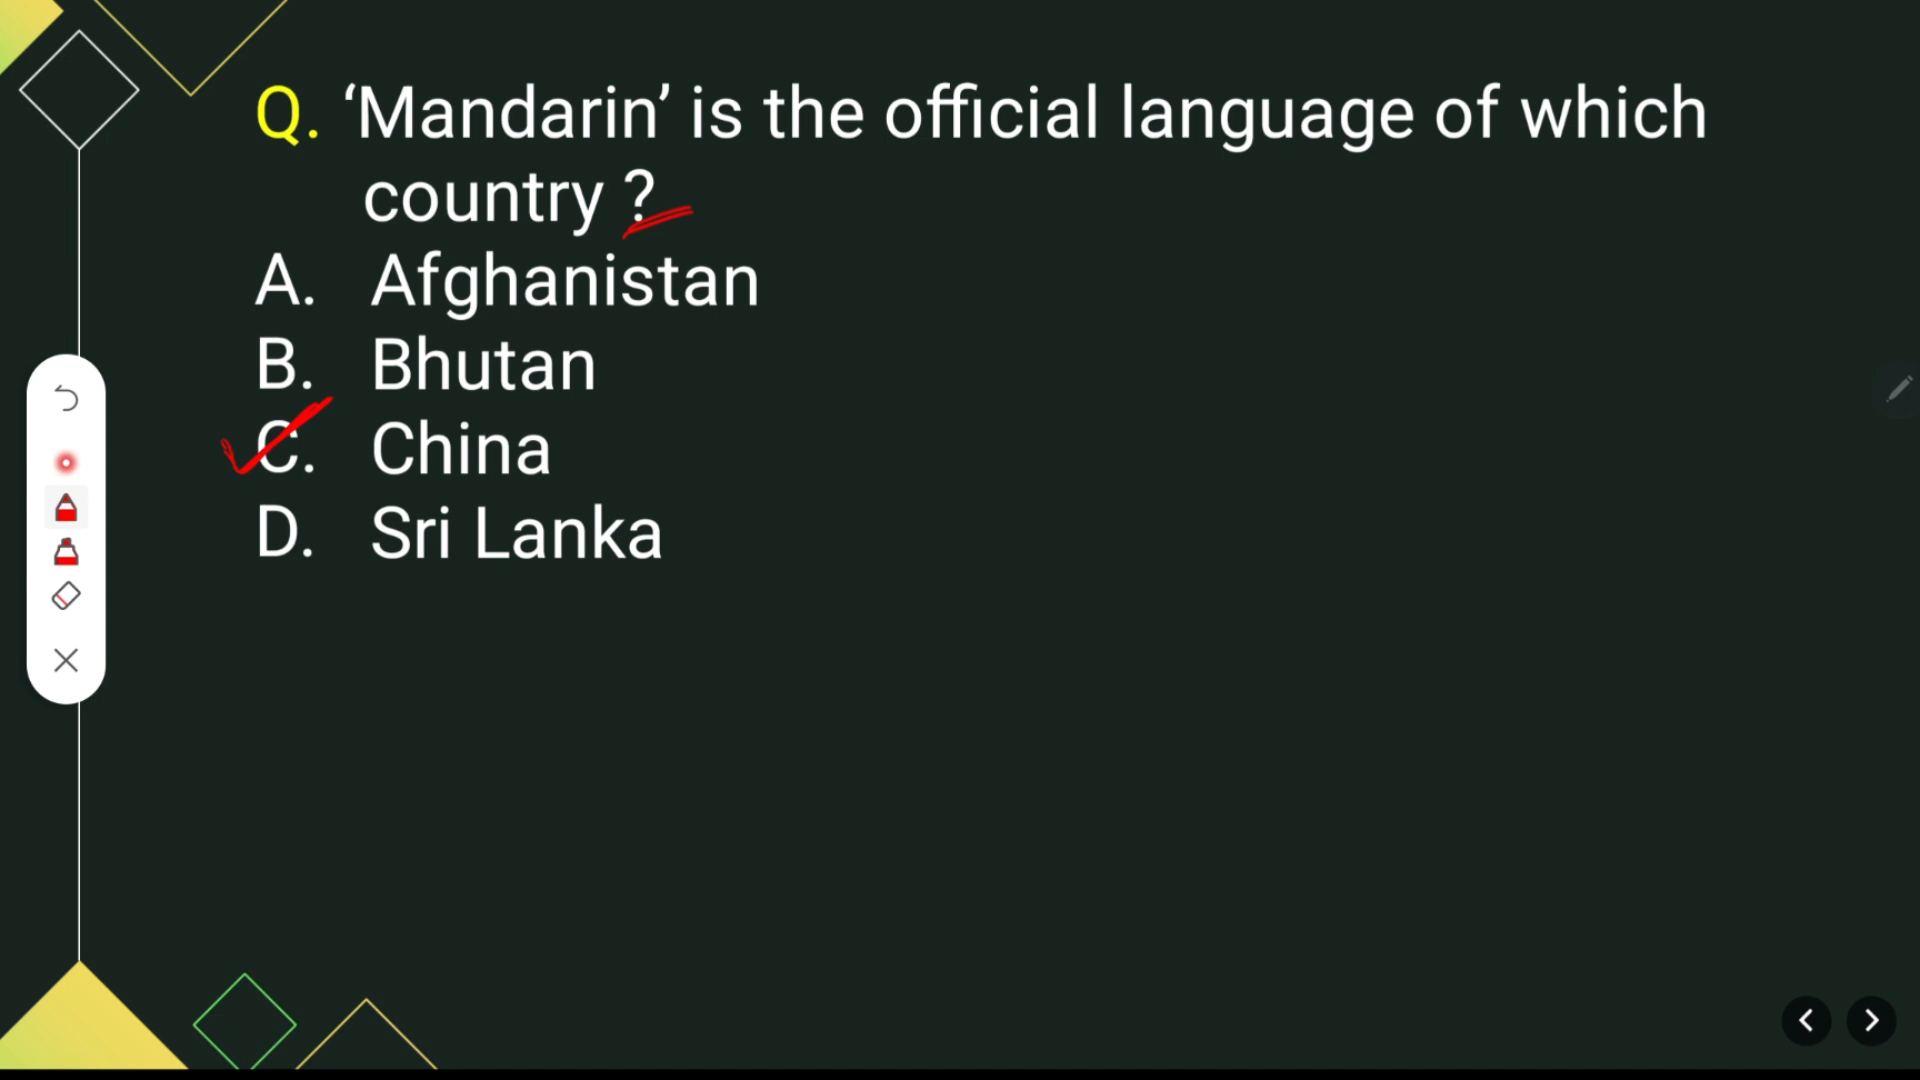 Q. ‘Mandarin’ is the official language of which
country ?
A. Afghanistan
B. Bhutan
C. China
D. Sri Lanka